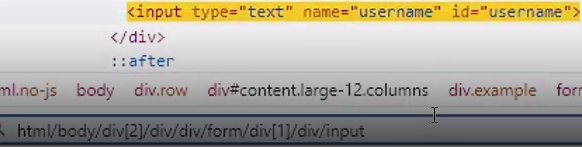 <input type="text" name="username" id="username">
</div>
::after
ml.no-js body div.row div#content.large-12.columns div.example for
html/body/div[2]/div/div/form/div[1]/div/input